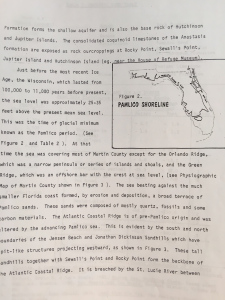 Formation forms the shallow aquifer and is also the base rock of Hutchinson
and Jupiter Islands. The consolidated coquinoid limestones of the Anastasia
formation are exposed as rock outcroppings at Rocky Point, Sewall's Point,
Jupiter Island and Hutchinson Island (eg. near the House of Refuge Museum).
Just before the most recent Ice
Age, the Wisconsin, which lasted from
100,000 to 11,000 years before present,
the sea level was approximately 25-35
feet above the present mean sea level.
This was the time of glacial minimum
known as the Pamlico period. (See
Figure 2 and Table 2). At that
Figure 2.
PAMLICO SHORELINE
time the sea was covering most of Martin County except for the Orlando Ridge,
which was a narrow peninsula or series of islands and shoals, and the Green
Ridge, which was an offshore bar with the crest at sea level, (see Physiographic
Map of Martin County shown in Figure 3). The sea beating against the much
smaller Florida coast formed, by erosion and deposition, a broad terrace of
Pamlico sands. These sands were composed of mostly quartz, fossils and some
carbon materials. The Atlantic Coastal Ridge is of pre-Pamlico origin and was
altered by the advancing Pamlico sea. This is evident by the south and north
boundaries of the Jensen Beach and Jonathan Dickinson Sandhills which have
spit-like structures projecting westward, as shown in Figure 3. These tall
sandhills together with Sewall's Point and Rocky Point form the backbone of
the Atlantic Coastal Ridge. It is breached by the St. Lucie River between